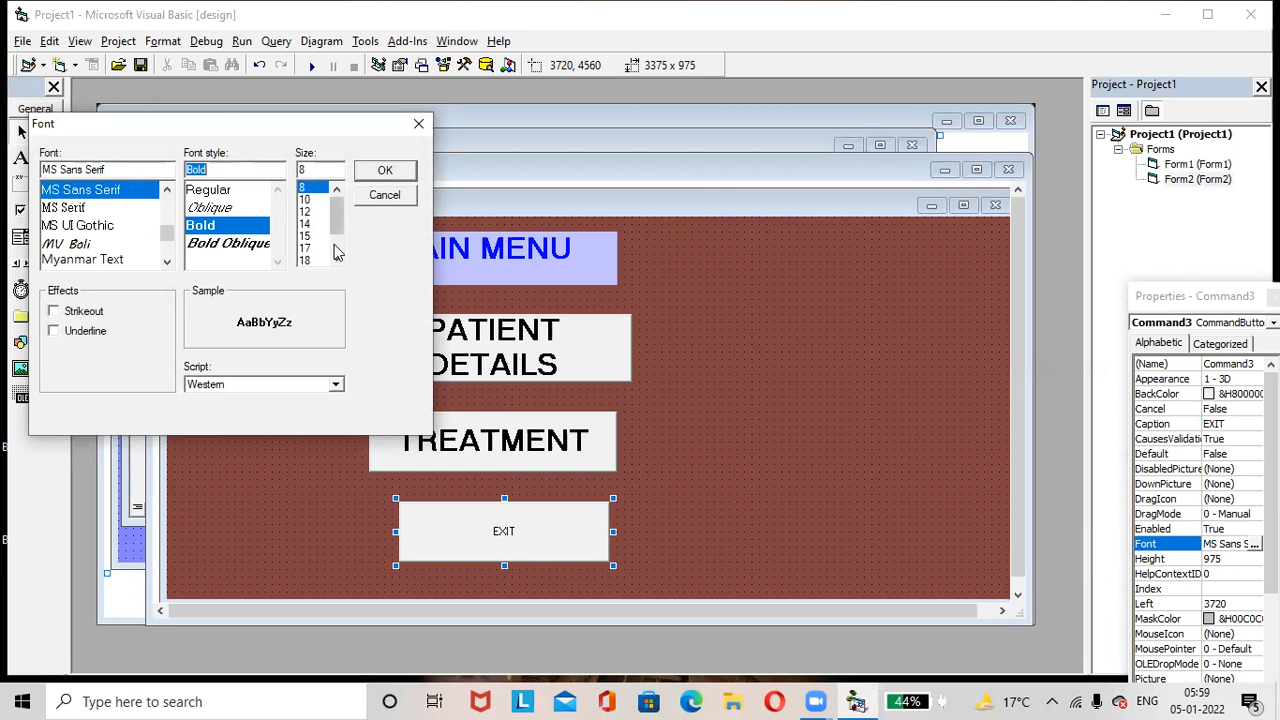 Project1 - Microsoft Visual Basic [design]
File Edit View Project Format Debug Run Query Diagram Tools Add-Ins Window Help
3720, 4560 3375 x 975
General
Font
Font: Font style: Size:
MS Sans Serif Bold 8 OK
Cancel
MS Sans Serif
MS Serif
MS UI Gothic
MV Boli
Myanmar Text
Regular
Oblique
Bold
Bold Oblique
8
10
12
14
15
17
18
Effects
Strikeout
Underline
Sample
AaBbYyZz
Script:
Western
AIN MENU
PATIENT
DETAILS
TREATMENT
EXIT
OLE
Project - Project1
Project1 (Project1)
Forms
Form1 (Form1)
Form2 (Form2)
Properties - Command3
Command3 CommandButto
Alphabetic Categorized
(Name) Command3
Appearance 1 - 3D
BackColor &H800000
Cancel False
Caption EXIT
CausesValidatio True
Default False
DisabledPicture (None)
DownPicture (None)
DragIcon (None)
DragMode 0 - Manual
Enabled True
Font MS Sans S ...
Height 975
HelpContextID 0
Index
Left 3720
MaskColor &H00C0C
MouseIcon (None)
MousePointer 0 - Default
OLEDropMode 0 - None
Picture (None)
Type here to search
44%
17°C
ENG
05:59
05-01-2022
5